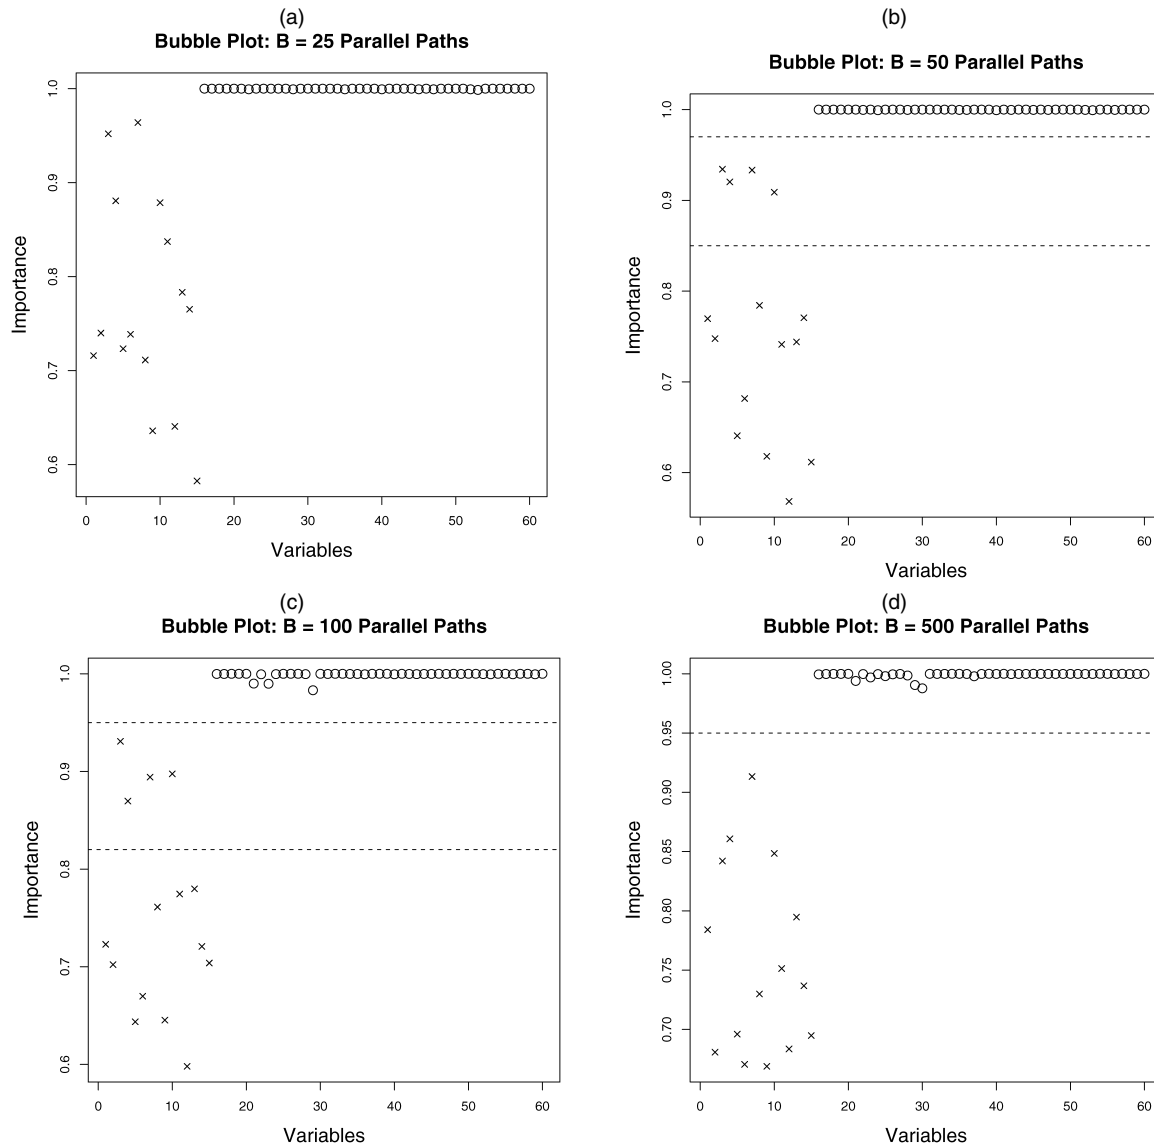 (a)
Bubble Plot: B = 25 Parallel Paths
Importance
1.0
0.9
0.8
0.7
0.6
0 10 20 30 40 50 60
Variables
(b)
Bubble Plot: B = 50 Parallel Paths
Importance
1.0
0.9
0.8
0.7
0.6
0 10 20 30 40 50 60
Variables
(c)
Bubble Plot: B = 100 Parallel Paths
Importance
1.0
0.9
0.8
0.7
0.6
0 10 20 30 40 50 60
Variables
(d)
Bubble Plot: B = 500 Parallel Paths
Importance
1.00
0.95
0.90
0.85
0.80
0.75
0.70
0 10 20 30 40 50 60
Variables